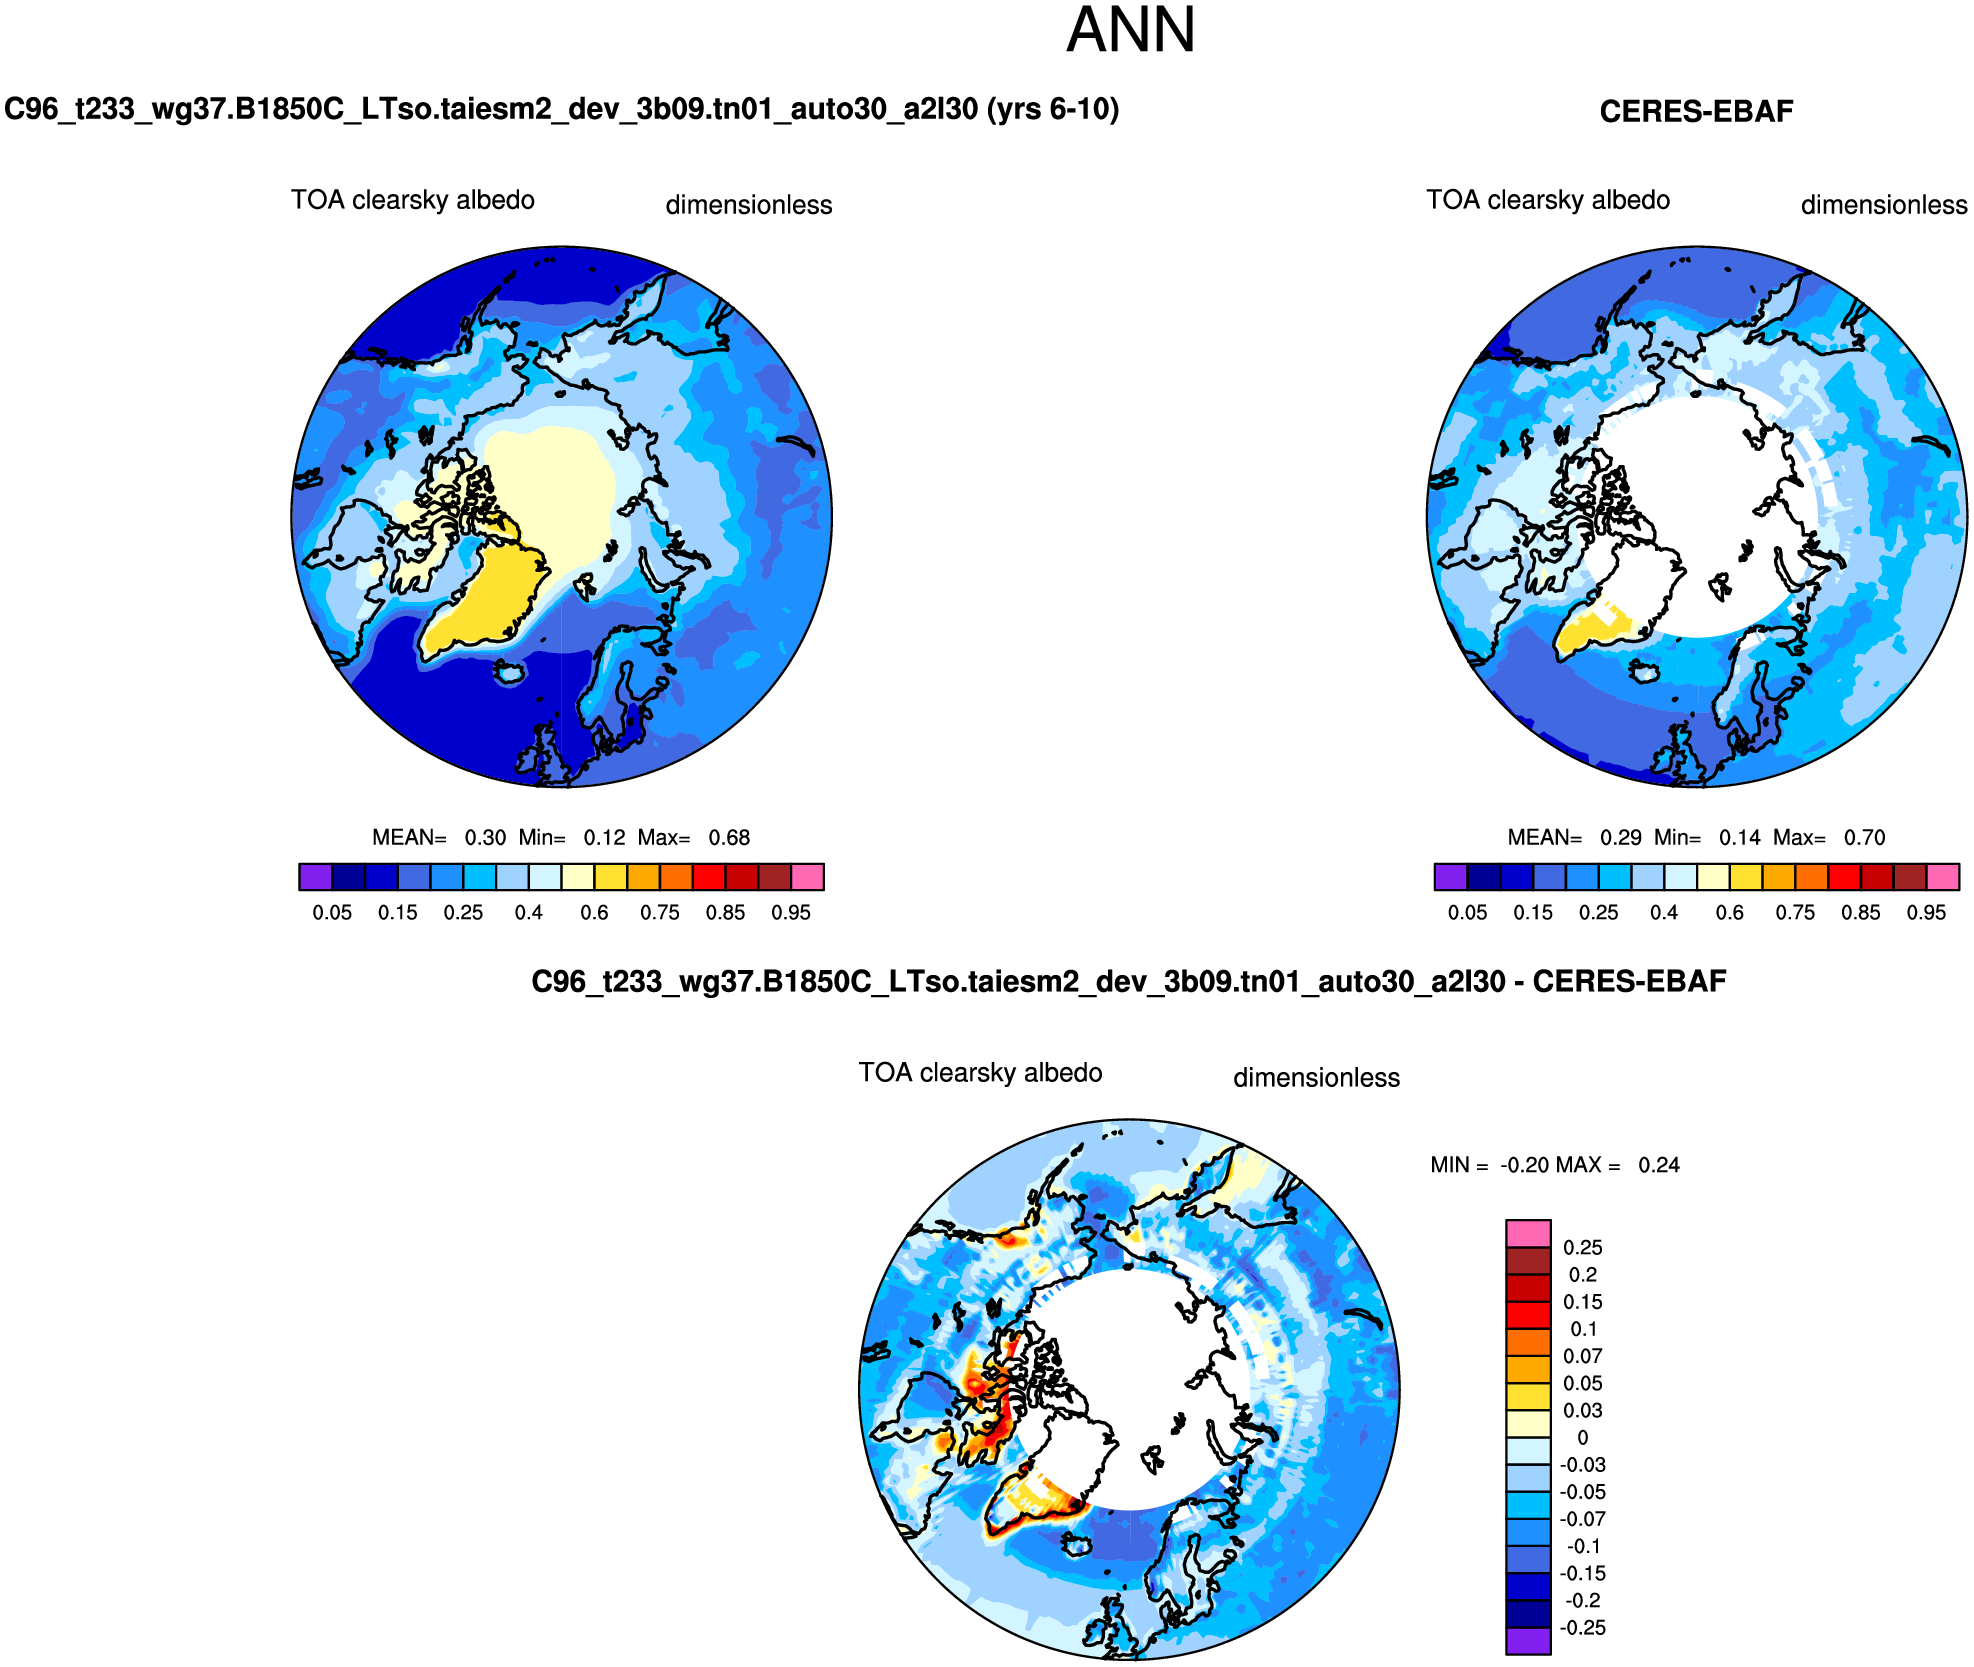 ANN
C96_t233_wg37.B1850C_LTso.taiesm2_dev_3b09.tn01_auto30_a2l30 (yrs 6-10)
CERES-EBAF
TOA clearsky albedo dimensionless
TOA clearsky albedo dimensionless
MEAN= 0.30 Min= 0.12 Max= 0.68
MEAN= 0.29 Min= 0.14 Max= 0.70
0.05 0.15 0.25 0.4 0.6 0.75 0.85 0.95
0.05 0.15 0.25 0.4 0.6 0.75 0.85 0.95
C96_t233_wg37.B1850C_LTso.taiesm2_dev_3b09.tn01_auto30_a2l30 - CERES-EBAF
TOA clearsky albedo dimensionless
MIN = -0.20 MAX = 0.24
0.25
0.2
0.15
0.1
0.07
0.05
0.03
0
-0.03
-0.05
-0.07
-0.1
-0.15
-0.2
-0.25